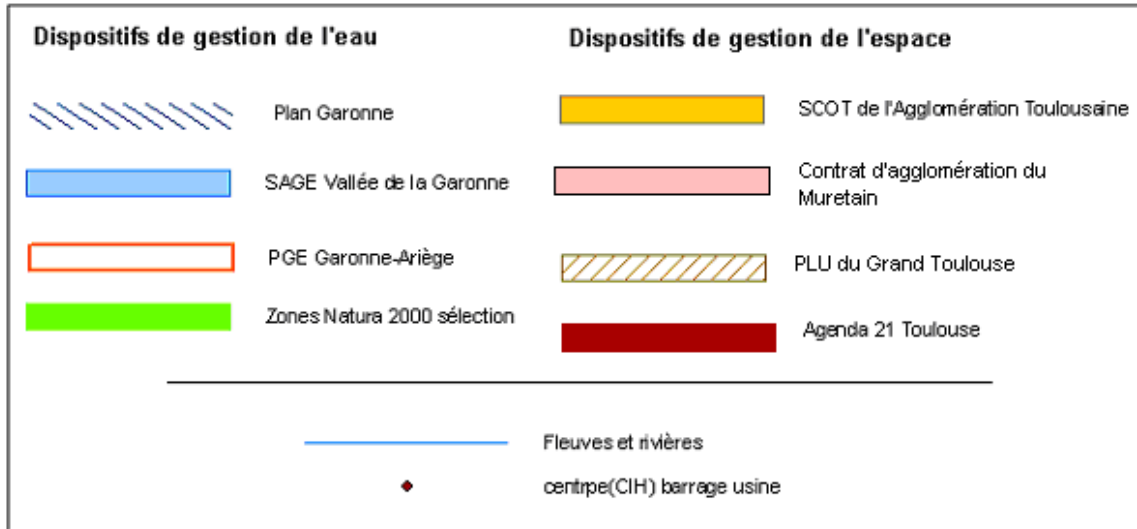 Dispositifs de gestion de l'eau
Plan Garonne
SAGE Vallée de la Garonne
PGE Garonne-Ariège
Zones Natura 2000 sélection
Dispositifs de gestion de l'espace
SCOT de l'Agglomération Toulousaine
Contrat d'agglomération du
Muretain
PLU du Grand Toulouse
Agenda 21 Toulouse
Fleuves et rivières
centrpe(CIH) barrage usine